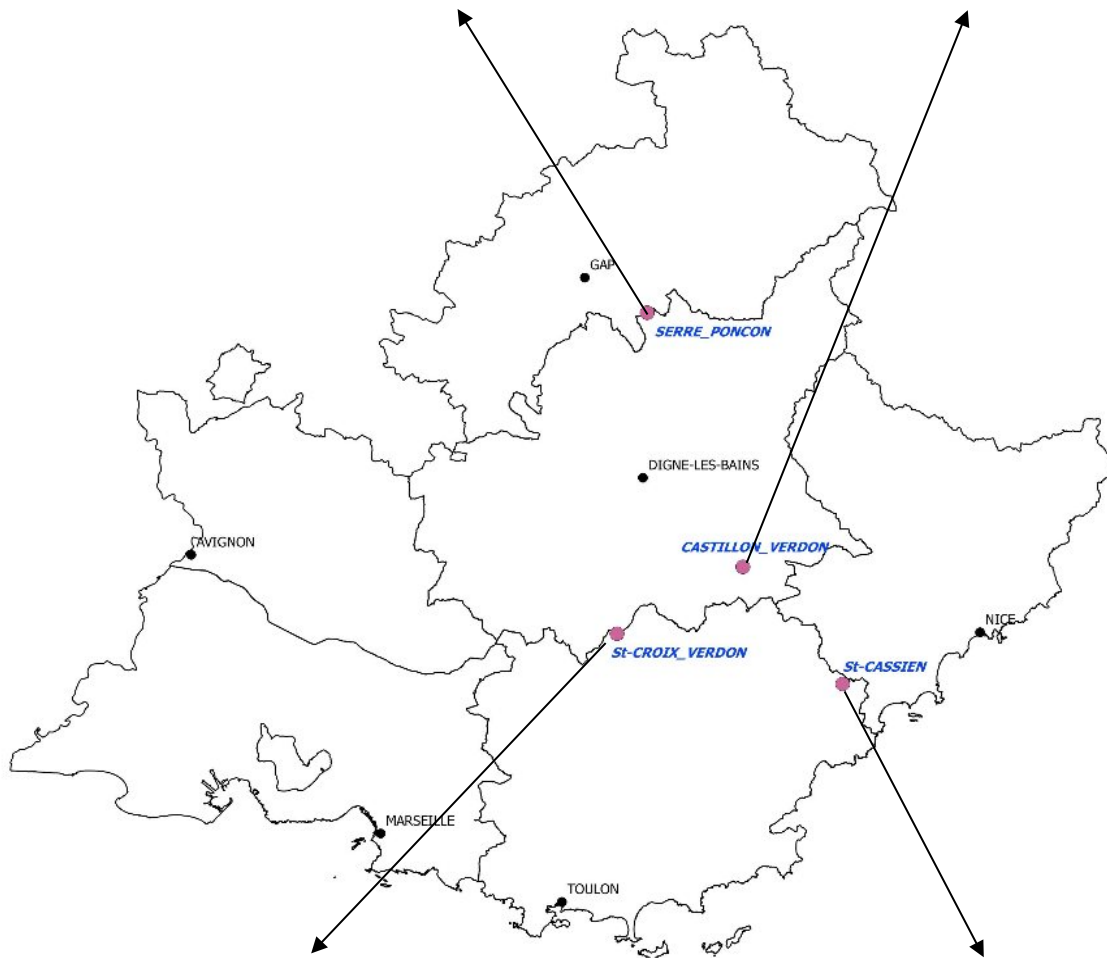 GAP
SERRE_PONCON
DIGNE-LES-BAINS
AVIGNON
CASTILLON_VERDON
NICE
St-CROIX_VERDON
St-CASSIEN
MARSEILLE
TOULON